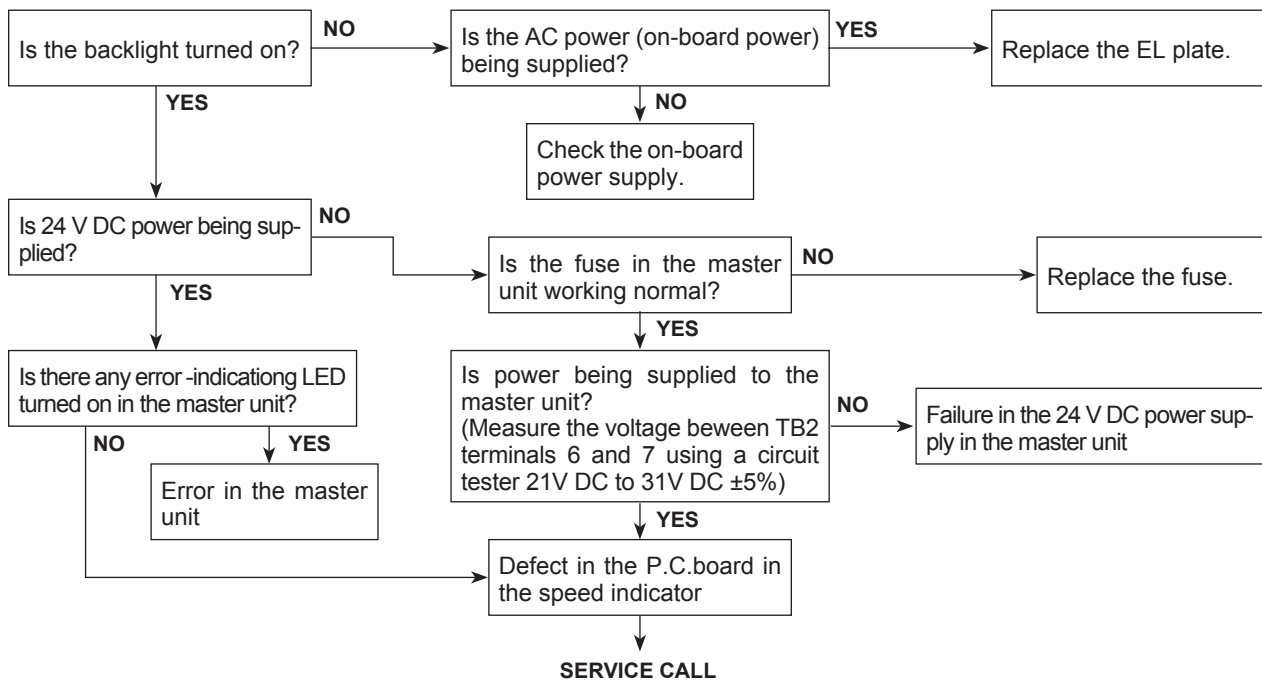 Is the backlight turned on?
NO
Is the AC power (on-board power)
being supplied?
YES
Replace the EL plate.
YES
NO
Check the on-board
power supply.
Is 24 V DC power being sup-
plied?
NO
Is the fuse in the master
unit working normal?
NO
Replace the fuse.
YES
YES
Is there any error -indicationg LED
turned on in the master unit?
Is power being supplied to the
master unit?
(Measure the voltage beween TB2
terminals 6 and 7 using a circuit
tester 21V DC to 31V DC ±5%)
NO
Failure in the 24 V DC power sup-
ply in the master unit
NO
YES
Error in the master
unit
YES
Defect in the P.C.board in
the speed indicator
SERVICE CALL